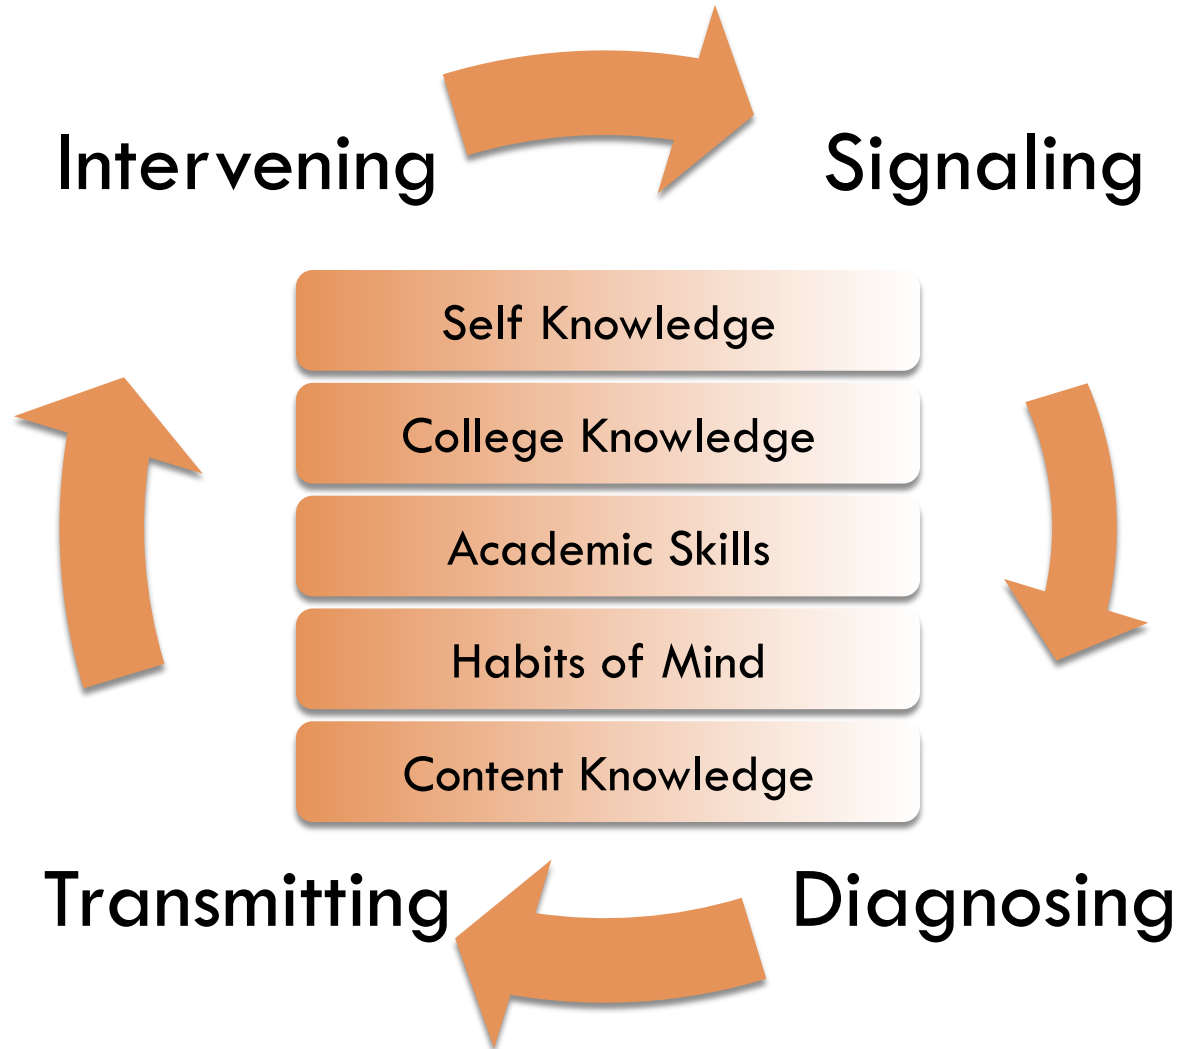 Intervening
Signaling
Self Knowledge
College Knowledge
Academic Skills
Habits of Mind
Content Knowledge
Transmitting
Diagnosing